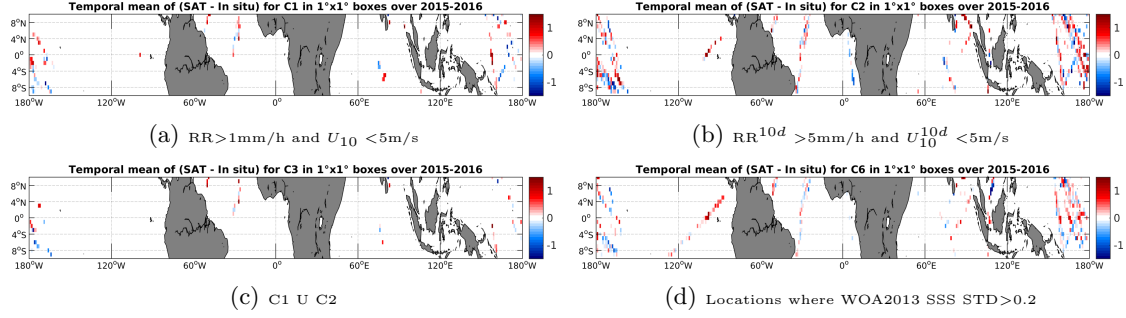 Temporal mean of (SAT - In situ) for C1 in 1°x1° boxes over 2015-2016
8°N
4°N
0°
4°S
8°S
180°W 120°W 60°W 0° 60°E 120°E 180°W
1
0
-1
(a) RR>1mm/h and U10 <5m/s
Temporal mean of (SAT - In situ) for C2 in 1°x1° boxes over 2015-2016
8°N
4°N
0°
4°S
8°S
180°W 120°W 60°W 0° 60°E 120°E 180°W
1
0
-1
(b) RR^10d >5mm/h and U10^10d <5m/s
Temporal mean of (SAT - In situ) for C3 in 1°x1° boxes over 2015-2016
8°N
4°N
0°
4°S
8°S
180°W 120°W 60°W 0° 60°E 120°E 180°W
1
0
-1
(c) C1 U C2
Temporal mean of (SAT - In situ) for C6 in 1°x1° boxes over 2015-2016
8°N
4°N
0°
4°S
8°S
180°W 120°W 60°W 0° 60°E 120°E 180°W
1
0
-1
(d) Locations where WOA2013 SSS STD>0.2